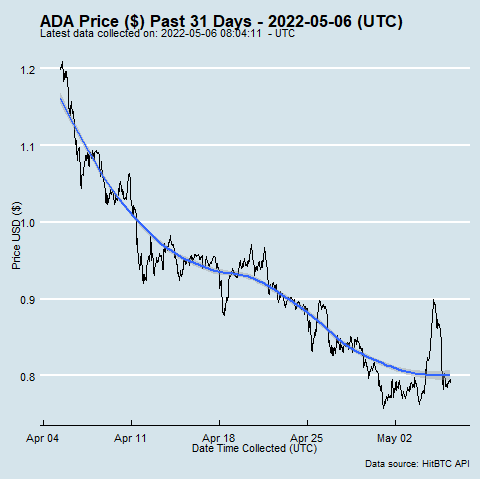 ADA Price ($) Past 31 Days - 2022-05-06 (UTC)
Latest data collected on: 2022-05-06 08:04:11  - UTC
1.2
1.1
1.0
0.9
0.8
Price USD ($)
Apr 04 Apr 11 Apr 18 Apr 25 May 02
Date Time Collected (UTC)
Data source: HitBTC API